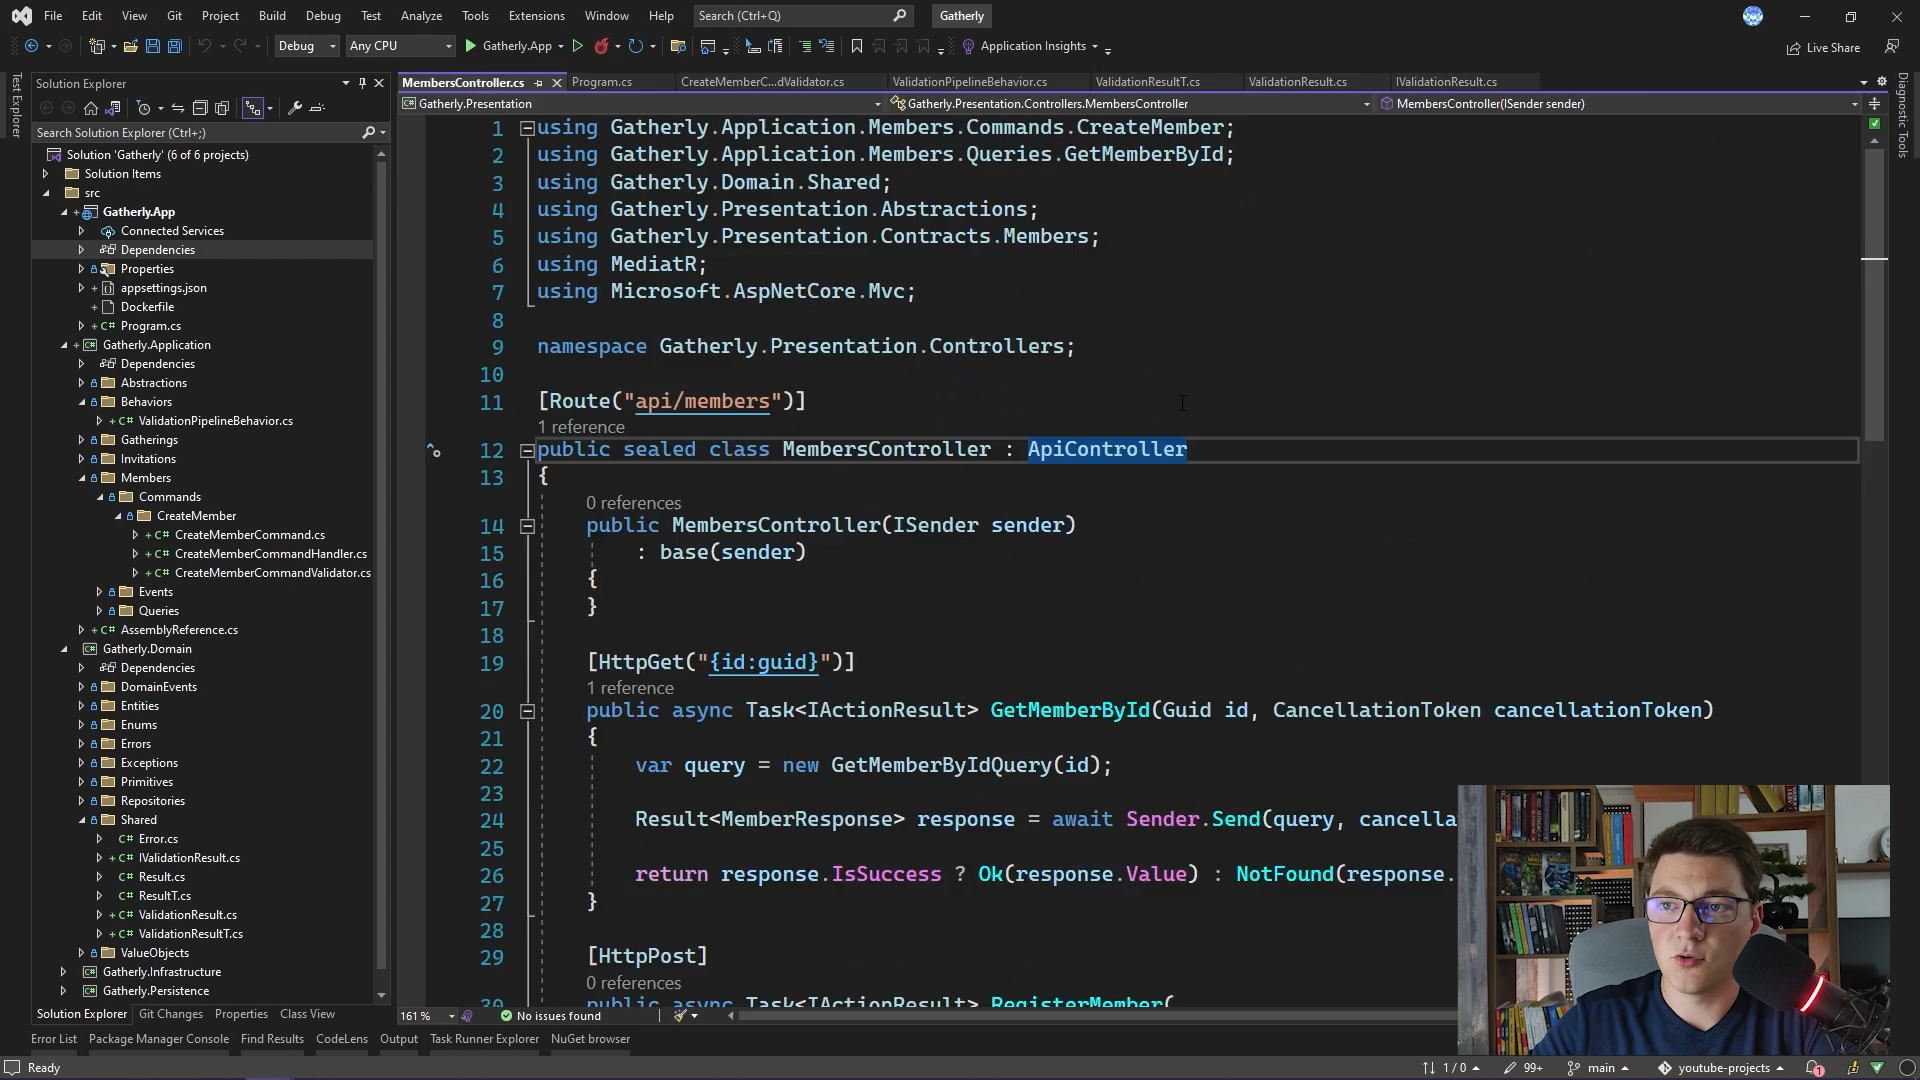 File Edit View Git Project Build Debug Test Analyze Tools Extensions Window Help Search (Ctrl+Q) Gatherly
Debug Any CPU Gatherly.App Application Insights Live Share
Test Explorer
Solution Explorer
Search Solution Explorer (Ctrl+;)
Solution 'Gatherly' (6 of 6 projects)
Solution Items
src
Gatherly.App
Connected Services
Dependencies
Properties
appsettings.json
Dockerfile
Program.cs
Gatherly.Application
Dependencies
Abstractions
Behaviors
ValidationPipelineBehavior.cs
Gatherings
Invitations
Members
Commands
CreateMember
CreateMemberCommand.cs
CreateMemberCommandHandler.cs
CreateMemberCommandValidator.cs
Events
Queries
AssemblyReference.cs
Gatherly.Domain
Dependencies
DomainEvents
Entities
Enums
Errors
Exceptions
Primitives
Repositories
Shared
Error.cs
IValidationResult.cs
Result.cs
ResultT.cs
ValidationResult.cs
ValidationResultT.cs
ValueObjects
Gatherly.Infrastructure
Gatherly.Persistence
Solution Explorer Git Changes Properties Class View
MembersController.cs Program.cs CreateMemberC...dValidator.cs ValidationPipelineBehavior.cs ValidationResultT.cs ValidationResult.cs IValidationResult.cs
Gatherly.Presentation Gatherly.Presentation.Controllers.MembersController MembersController(ISender sender)
1 using Gatherly.Application.Members.Commands.CreateMember;
2 using Gatherly.Application.Members.Queries.GetMemberById;
3 using Gatherly.Domain.Shared;
4 using Gatherly.Presentation.Abstractions;
5 using Gatherly.Presentation.Contracts.Members;
6 using MediatR;
7 using Microsoft.AspNetCore.Mvc;
8
9 namespace Gatherly.Presentation.Controllers;
10
11 [Route("api/members")]
1 reference
12 public sealed class MembersController : ApiController
13 {
0 references
14 public MembersController(ISender sender)
15 : base(sender)
16 {
17 }
18
19 [HttpGet("{id:guid}")]
1 reference
20 public async Task<IActionResult> GetMemberById(Guid id, CancellationToken cancellationToken)
21 {
22 var query = new GetMemberByIdQuery(id);
23
24 Result<MemberResponse> response = await Sender.Send(query, cancella
25
26 return response.IsSuccess ? Ok(response.Value) : NotFound(response.
27 }
28
29 [HttpPost]
0 references
30 public async Task<IActionResult> RegisterMember(
161 % No issues found
Diagnostic Tools
Error List Package Manager Console Find Results CodeLens Output Task Runner Explorer NuGet browser
Ready 1 / 0 99+ main youtube-projects 1